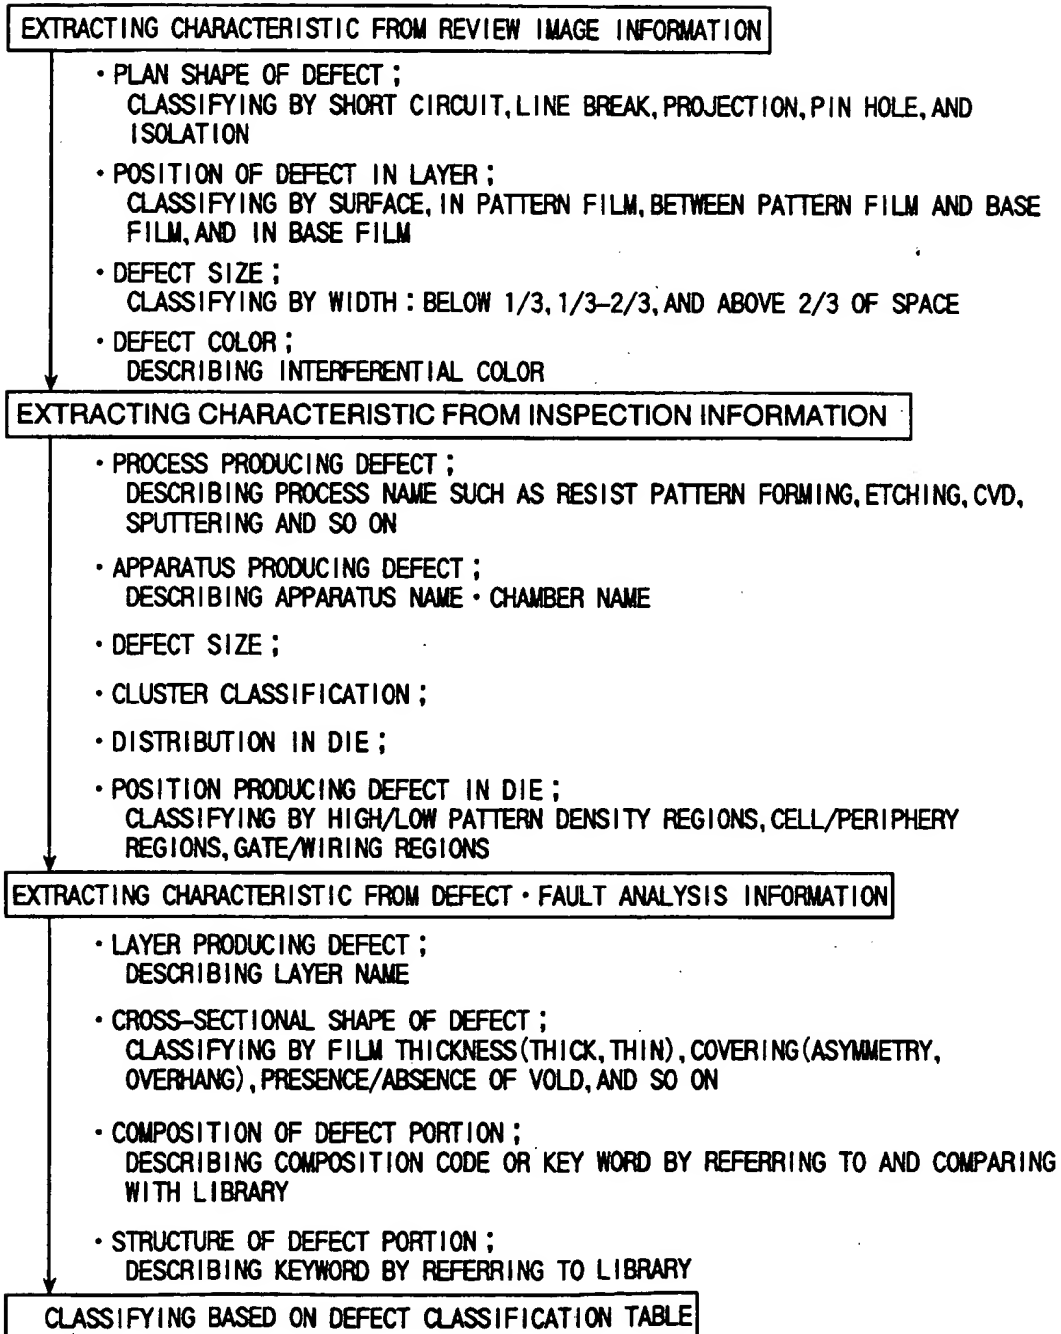 EXTRACTING CHARACTERISTIC FROM REVIEW IMAGE INFORMATION
・PLAN SHAPE OF DEFECT;
CLASSIFYING BY SHORT CIRCUIT, LINE BREAK, PROJECTION, PIN HOLE, AND
ISOLATION
・POSITION OF DEFECT IN LAYER;
CLASSIFYING BY SURFACE, IN PATTERN FILM, BETWEEN PATTERN FILM AND BASE
FILM, AND IN BASE FILM
・DEFECT SIZE;
CLASSIFYING BY WIDTH : BELOW 1/3, 1/3–2/3, AND ABOVE 2/3 OF SPACE
・DEFECT COLOR;
DESCRIBING INTERFERENTIAL COLOR
EXTRACTING CHARACTERISTIC FROM INSPECTION INFORMATION
・PROCESS PRODUCING DEFECT;
DESCRIBING PROCESS NAME SUCH AS RESIST PATTERN FORMING, ETCHING, CVD,
SPUTTERING AND SO ON
・APPARATUS PRODUCING DEFECT;
DESCRIBING APPARATUS NAME・CHAMBER NAME
・DEFECT SIZE;
・CLUSTER CLASSIFICATION;
・DISTRIBUTION IN DIE;
・POSITION PRODUCING DEFECT IN DIE;
CLASSIFYING BY HIGH/LOW PATTERN DENSITY REGIONS, CELL/PERIPHERY
REGIONS, GATE/WIRING REGIONS
EXTRACTING CHARACTERISTIC FROM DEFECT・FAULT ANALYSIS INFORMATION
・LAYER PRODUCING DEFECT;
DESCRIBING LAYER NAME
・CROSS–SECTIONAL SHAPE OF DEFECT;
CLASSIFYING BY FILM THICKNESS(THICK, THIN), COVERING(ASYMMETRY,
OVERHANG), PRESENCE/ABSENCE OF VOLD, AND SO ON
・COMPOSITION OF DEFECT PORTION;
DESCRIBING COMPOSITION CODE OR KEY WORD BY REFERRING TO AND COMPARING
WITH LIBRARY
・STRUCTURE OF DEFECT PORTION;
DESCRIBING KEYWORD BY REFERRING TO LIBRARY
CLASSIFYING BASED ON DEFECT CLASSIFICATION TABLE